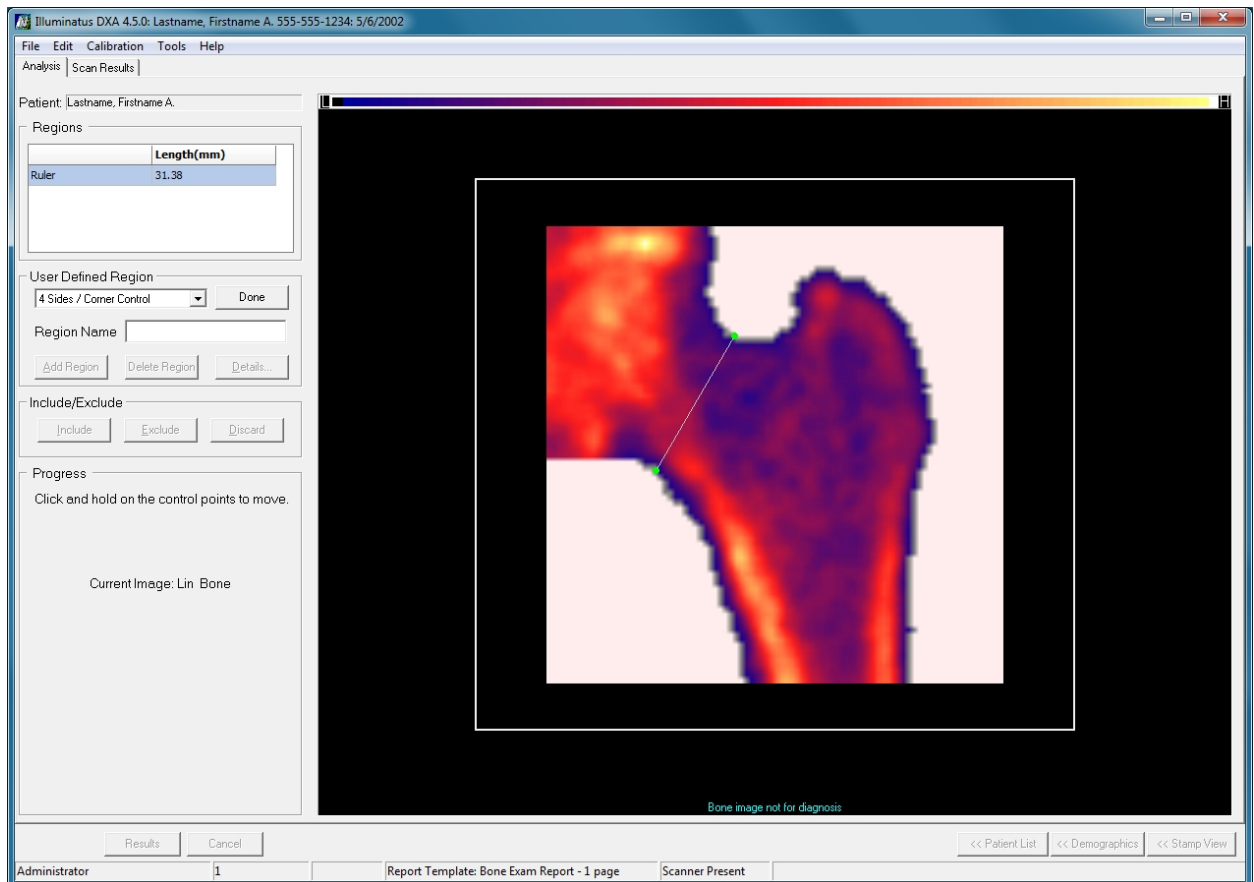 Illuminatus DXA 4.5.0: Lastname, Firstname A. 555-555-1234: 5/6/2002
File Edit Calibration Tools Help
Analysis Scan Results
Patient: Lastname, Firstname A.
L H
Regions
Length(mm)
Ruler 31.38
User Defined Region
4 Sides / Corner Control Done
Region Name
Add Region Delete Region Details...
Include/Exclude
Include Exclude Discard
Progress
Click and hold on the control points to move.
Current Image: Lin Bone
Bone image not for diagnosis
Results Cancel << Patient List << Demographics << Stamp View
Administrator 1 Report Template: Bone Exam Report - 1 page Scanner Present